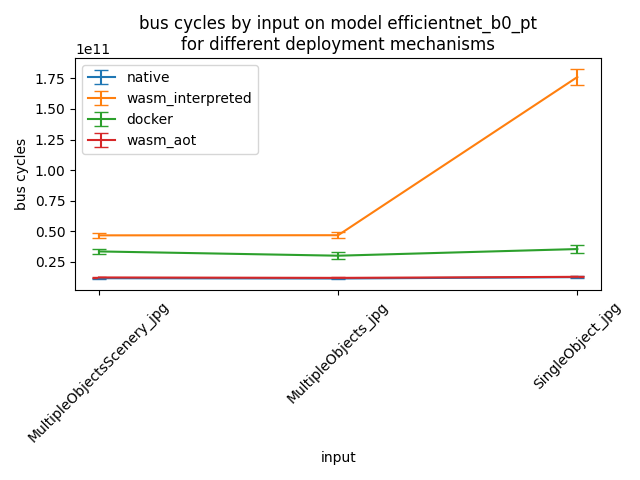 bus cycles by input on model efficientnet_b0_pt
for different deployment mechanisms
1e11
native
wasm_interpreted
docker
wasm_aot
1.75
1.50
1.25
1.00
0.75
0.50
0.25
bus cycles
MultipleObjectsScenery_jpg
MultipleObjects_jpg
SingleObject_jpg
input